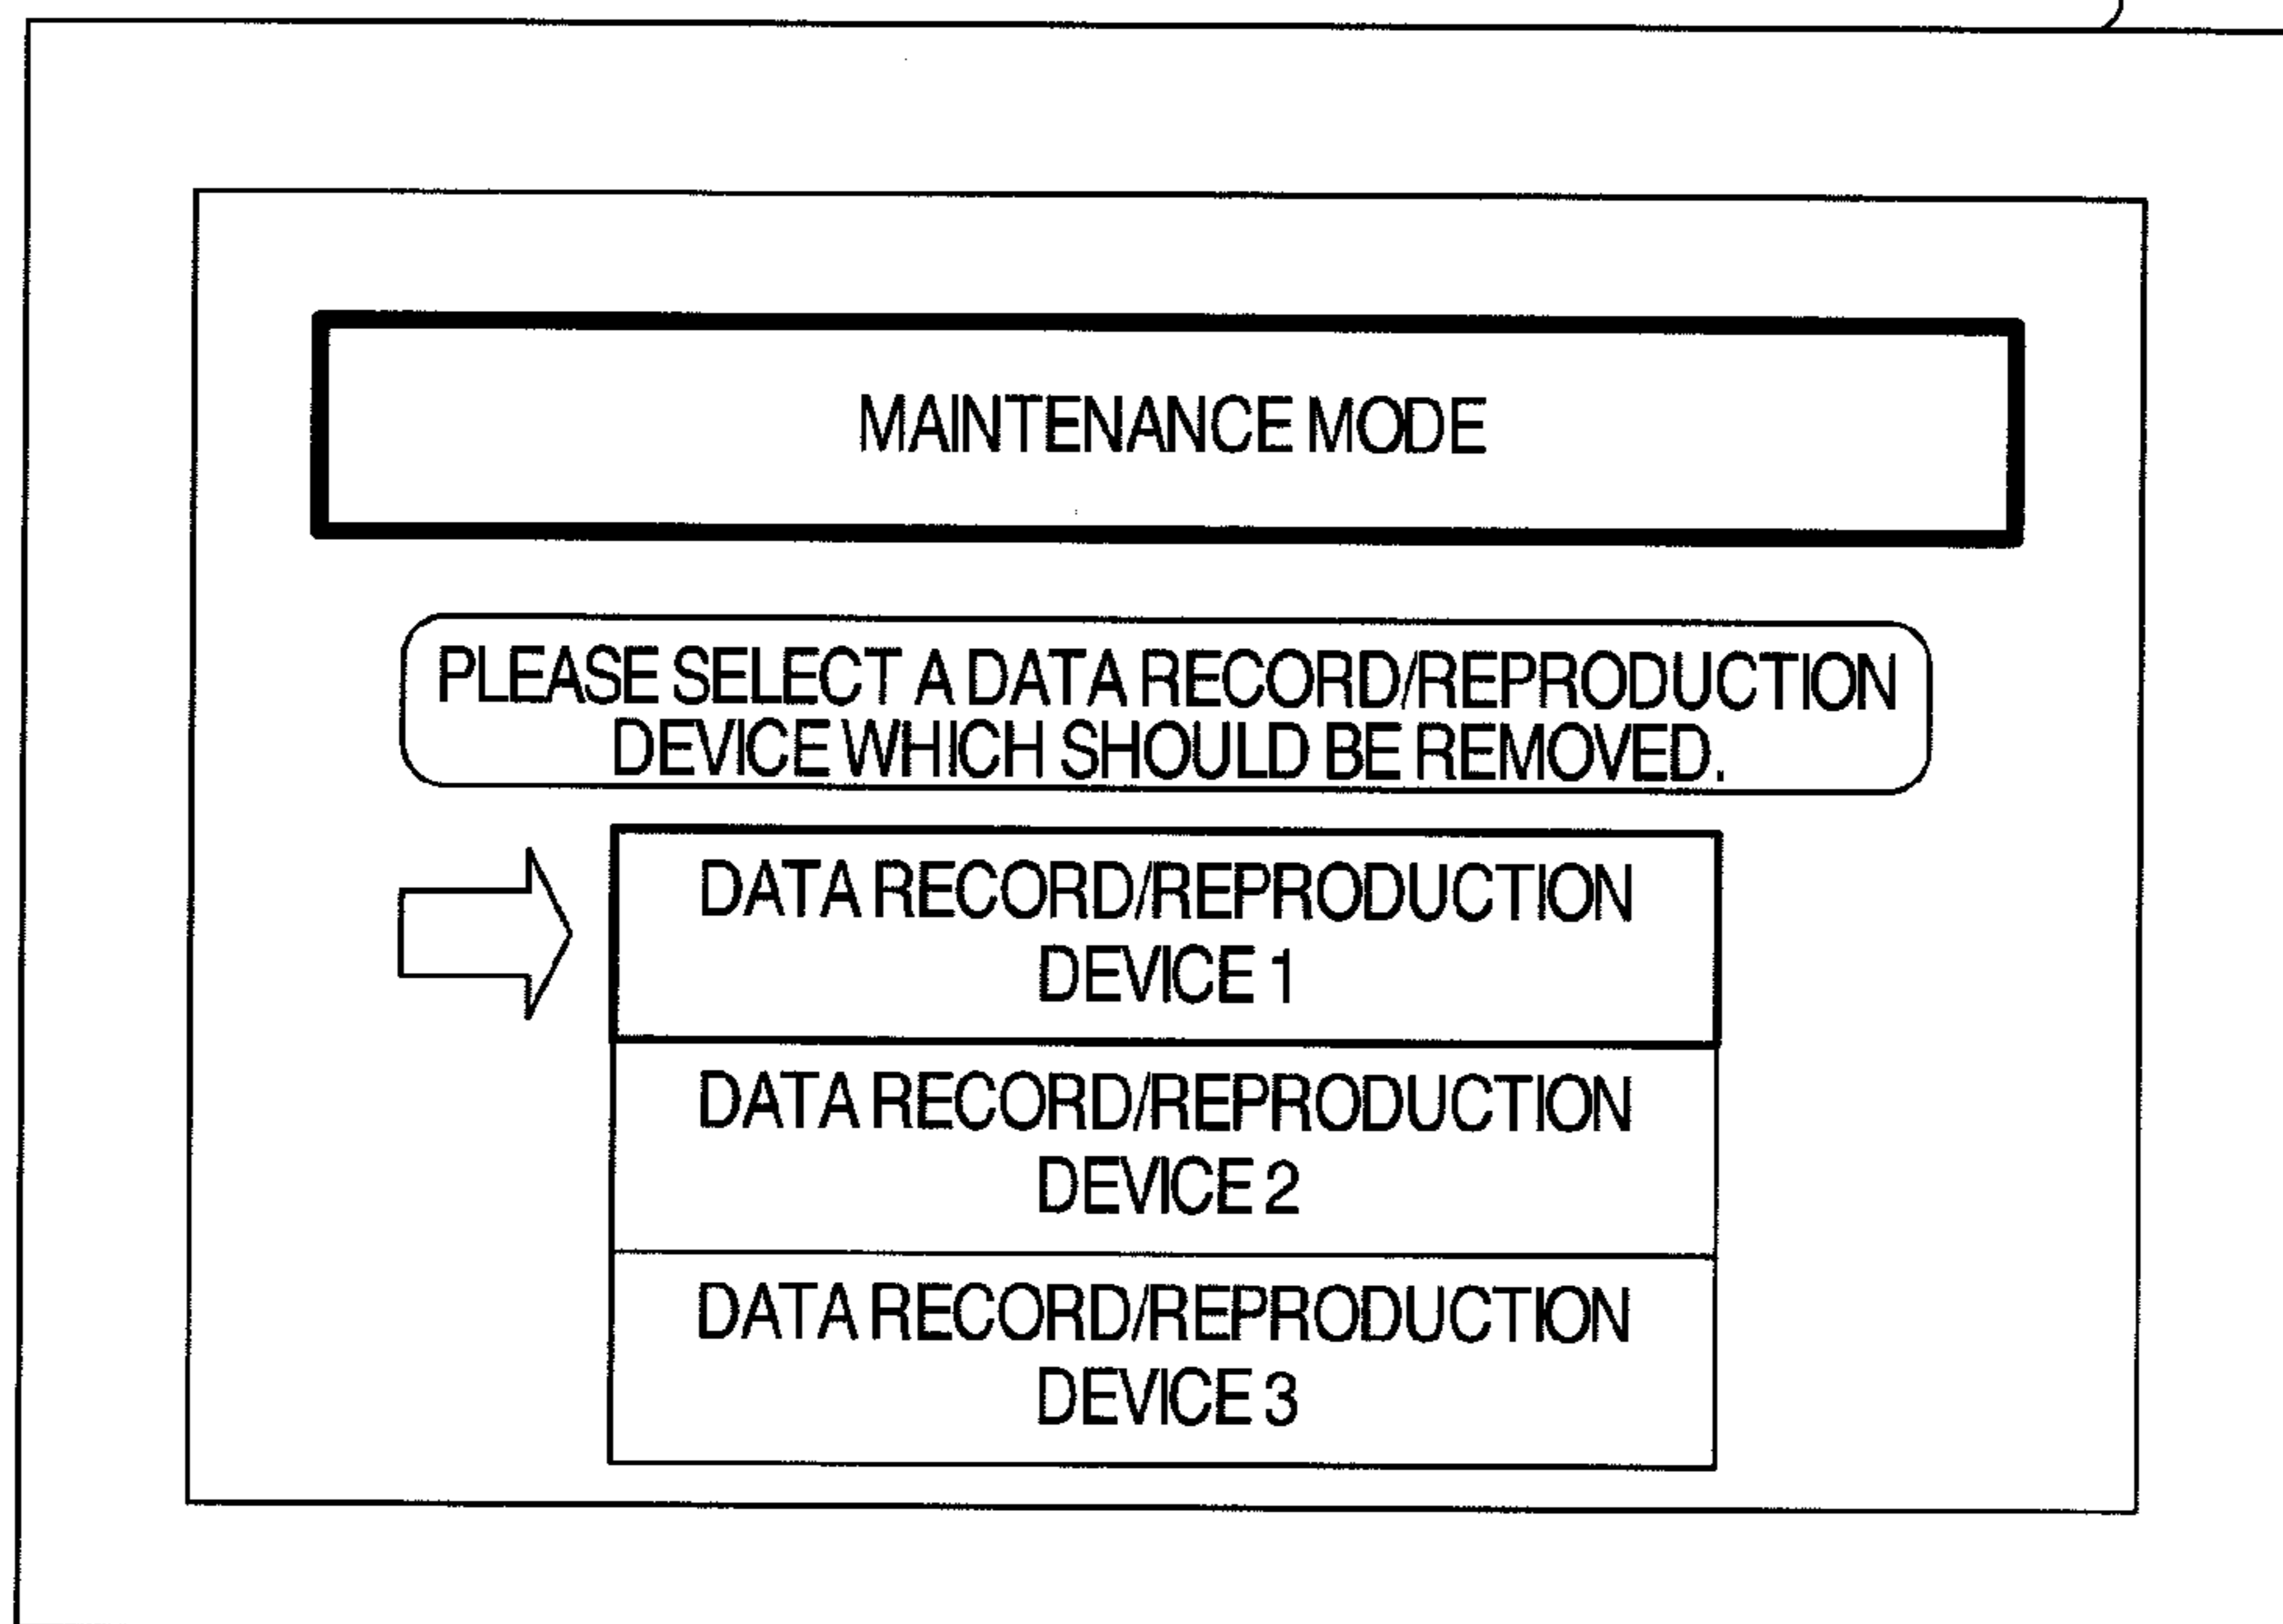 MAINTENANCE MODE
PLEASE SELECT A DATA RECORD/REPRODUCTION
DEVICE WHICH SHOULD BE REMOVED.
DATA RECORD/REPRODUCTION
DEVICE 1
DATA RECORD/REPRODUCTION
DEVICE 2
DATA RECORD/REPRODUCTION
DEVICE 3